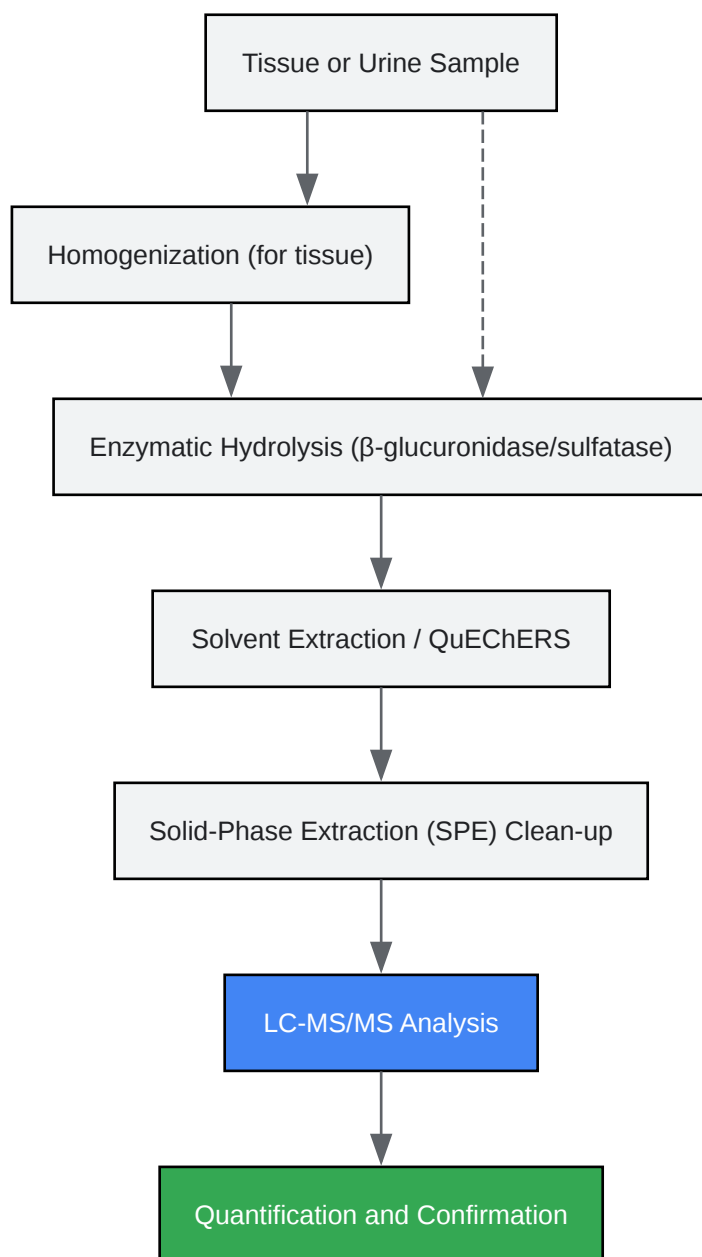 Tissue or Urine Sample
Homogenization (for tissue)
Enzymatic Hydrolysis (β-glucuronidase/sulfatase)
Solvent Extraction / QuEChERS
Solid-Phase Extraction (SPE) Clean-up
LC-MS/MS Analysis
Quantification and Confirmation